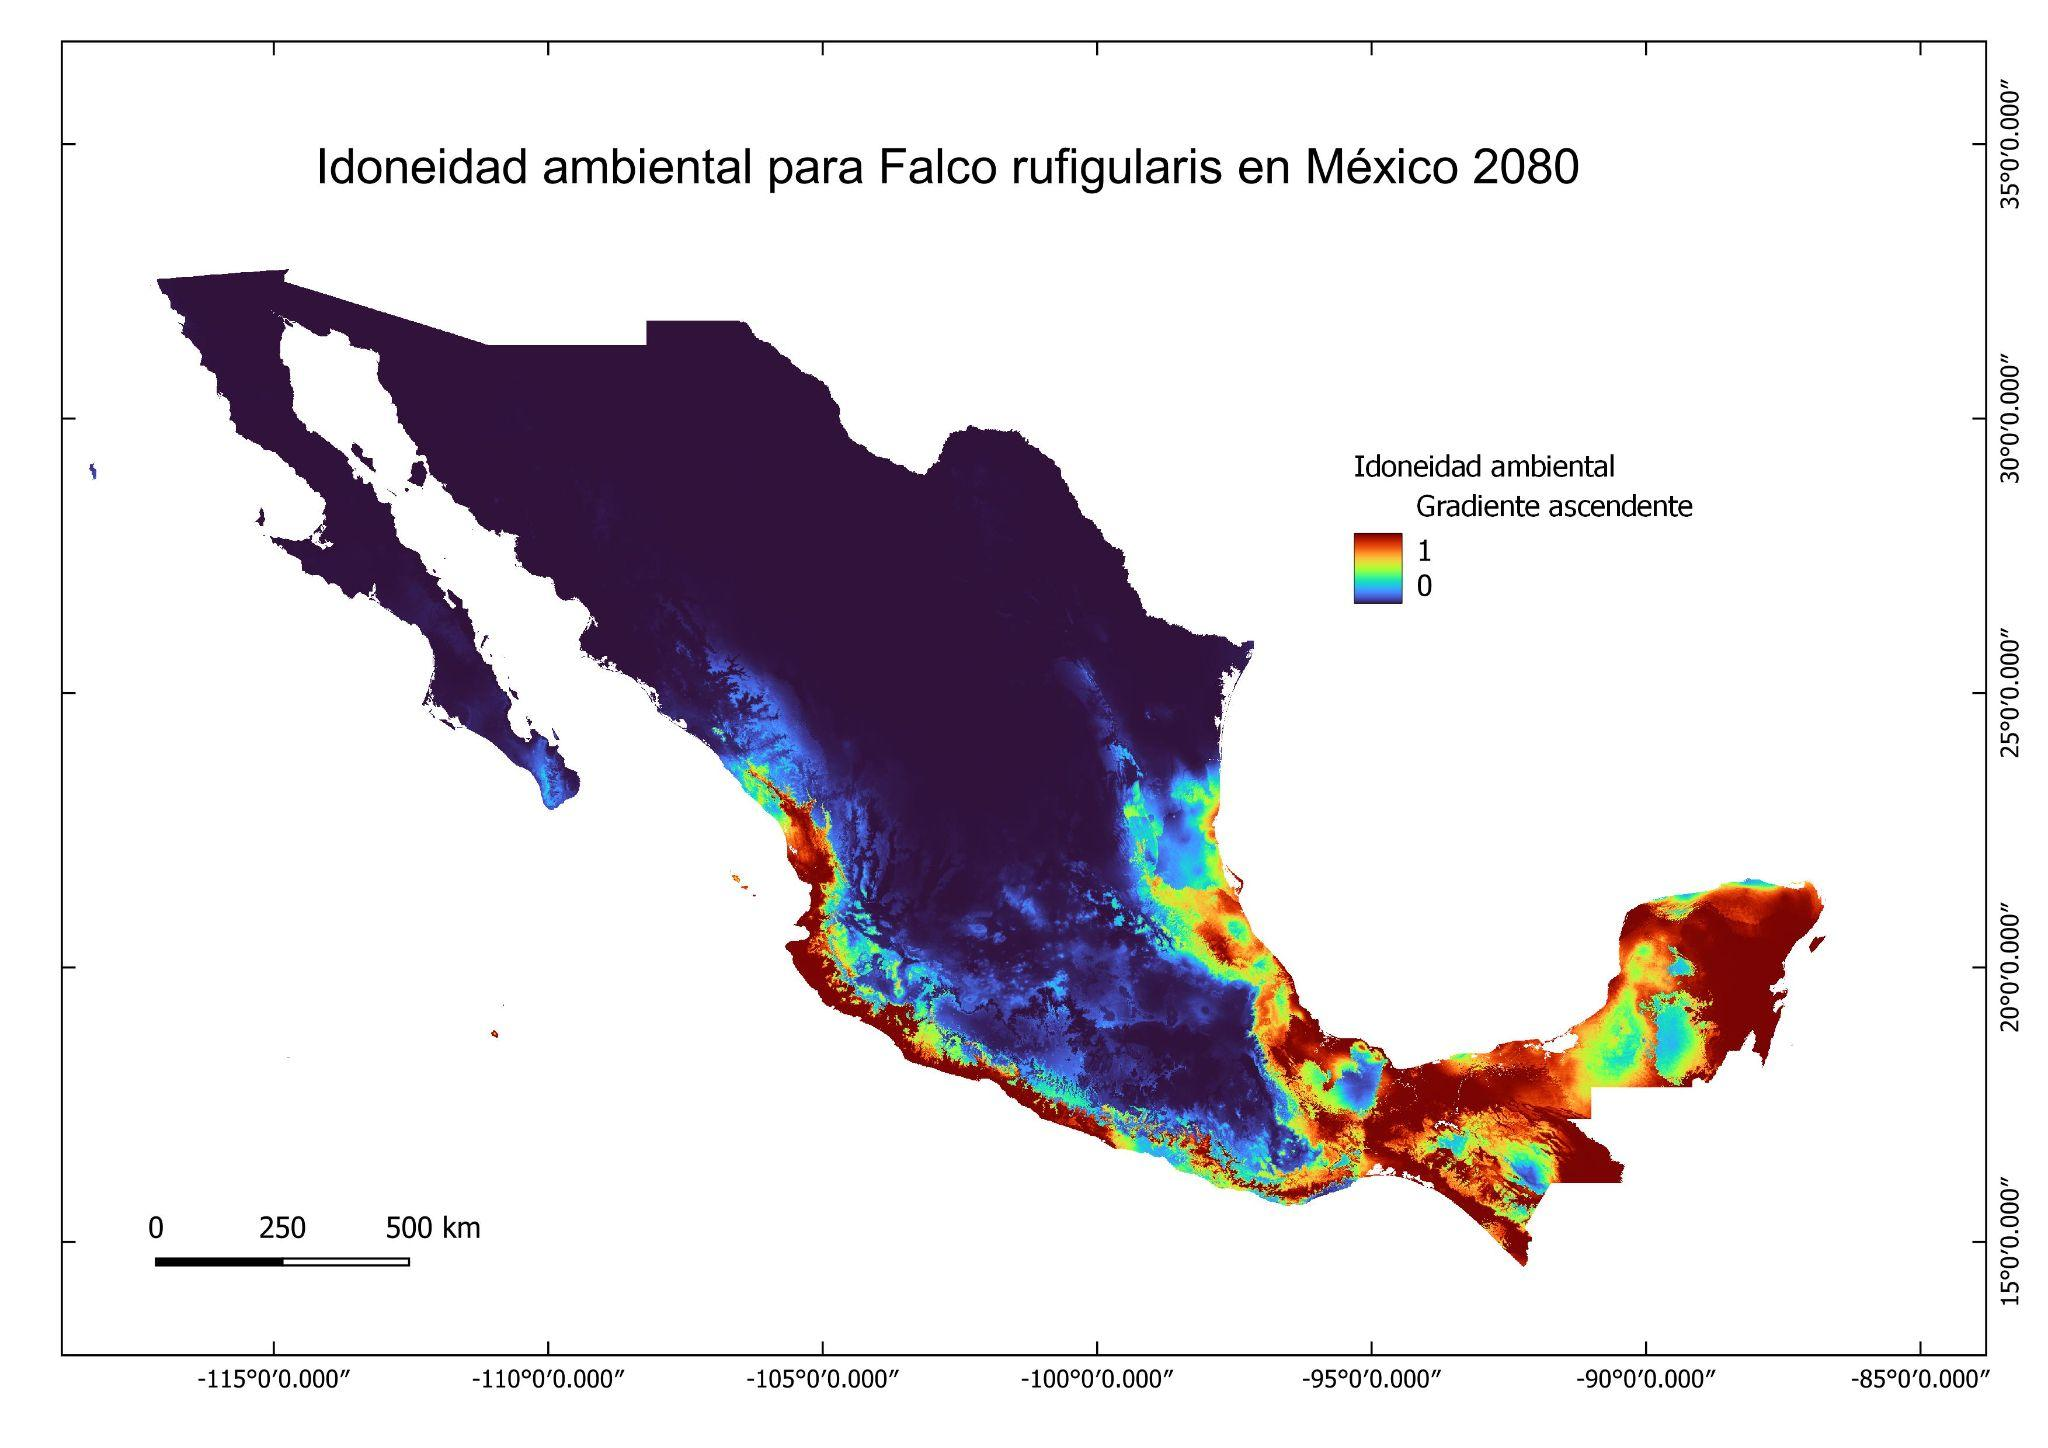 Idoneidad ambiental para Falco rufigularis en México 2080
35°0′0.000″
30°0′0.000″
25°0′0.000″
20°0′0.000″
15°0′0.000″
Idoneidad ambiental
Gradiente ascendente
1
0
0 250 500 km
-115°0′0.000″ -110°0′0.000″ -105°0′0.000″ -100°0′0.000″ -95°0′0.000″ -90°0′0.000″ -85°0′0.000″